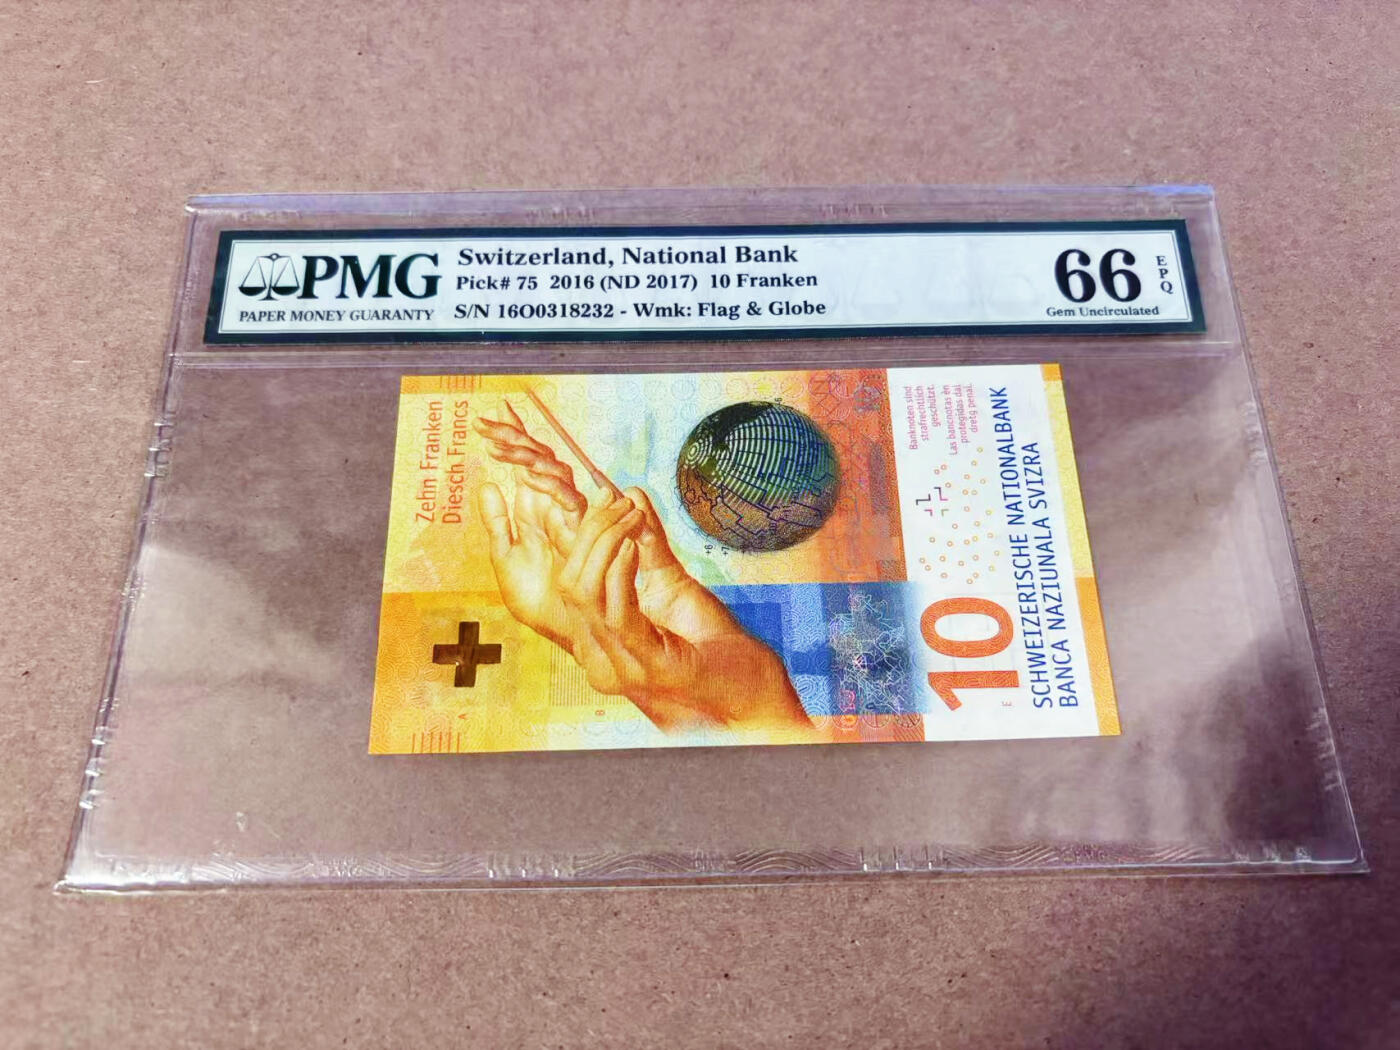 PMG
PAPER MONEY GUARANTY
Switzerland, National Bank
Pick# 75 2016 (ND 2017) 10 Franken
S/N 16O0318232 - Wmk: Flag & Globe
66
EPQ
Gem Uncirculated
Zehn Franken
Diesch Francs
Banknoten sind
strafrechtlich
geschützt.
Las bancnotas èn
protegidas dal
dretg penal.
10
SCHWEIZERISCHE NATIONALBANK
BANCA NAZIUNALA SVIZRA
A
B
C
E
+8
+7